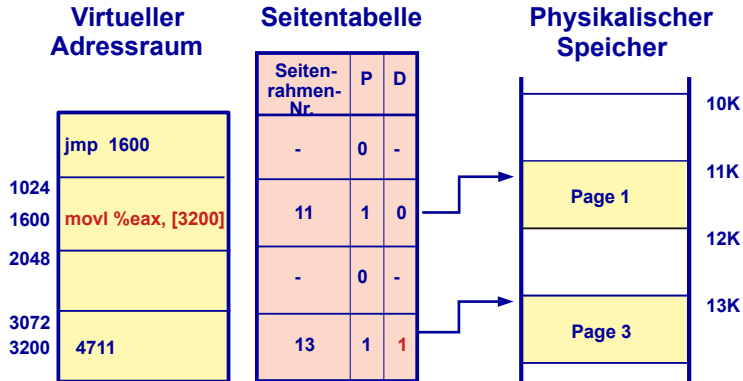 Virtueller
Adressraum
Seitentabelle
Physikalischer
Speicher
Seiten-
rahmen-
Nr.
P
D
10K
jmp 1600
-
0
-
1024
11K
1600
movl %eax, [3200]
11
1
0
Page 1
2048
12K
-
0
-
3072
13K
3200
4711
13
1
1
Page 3